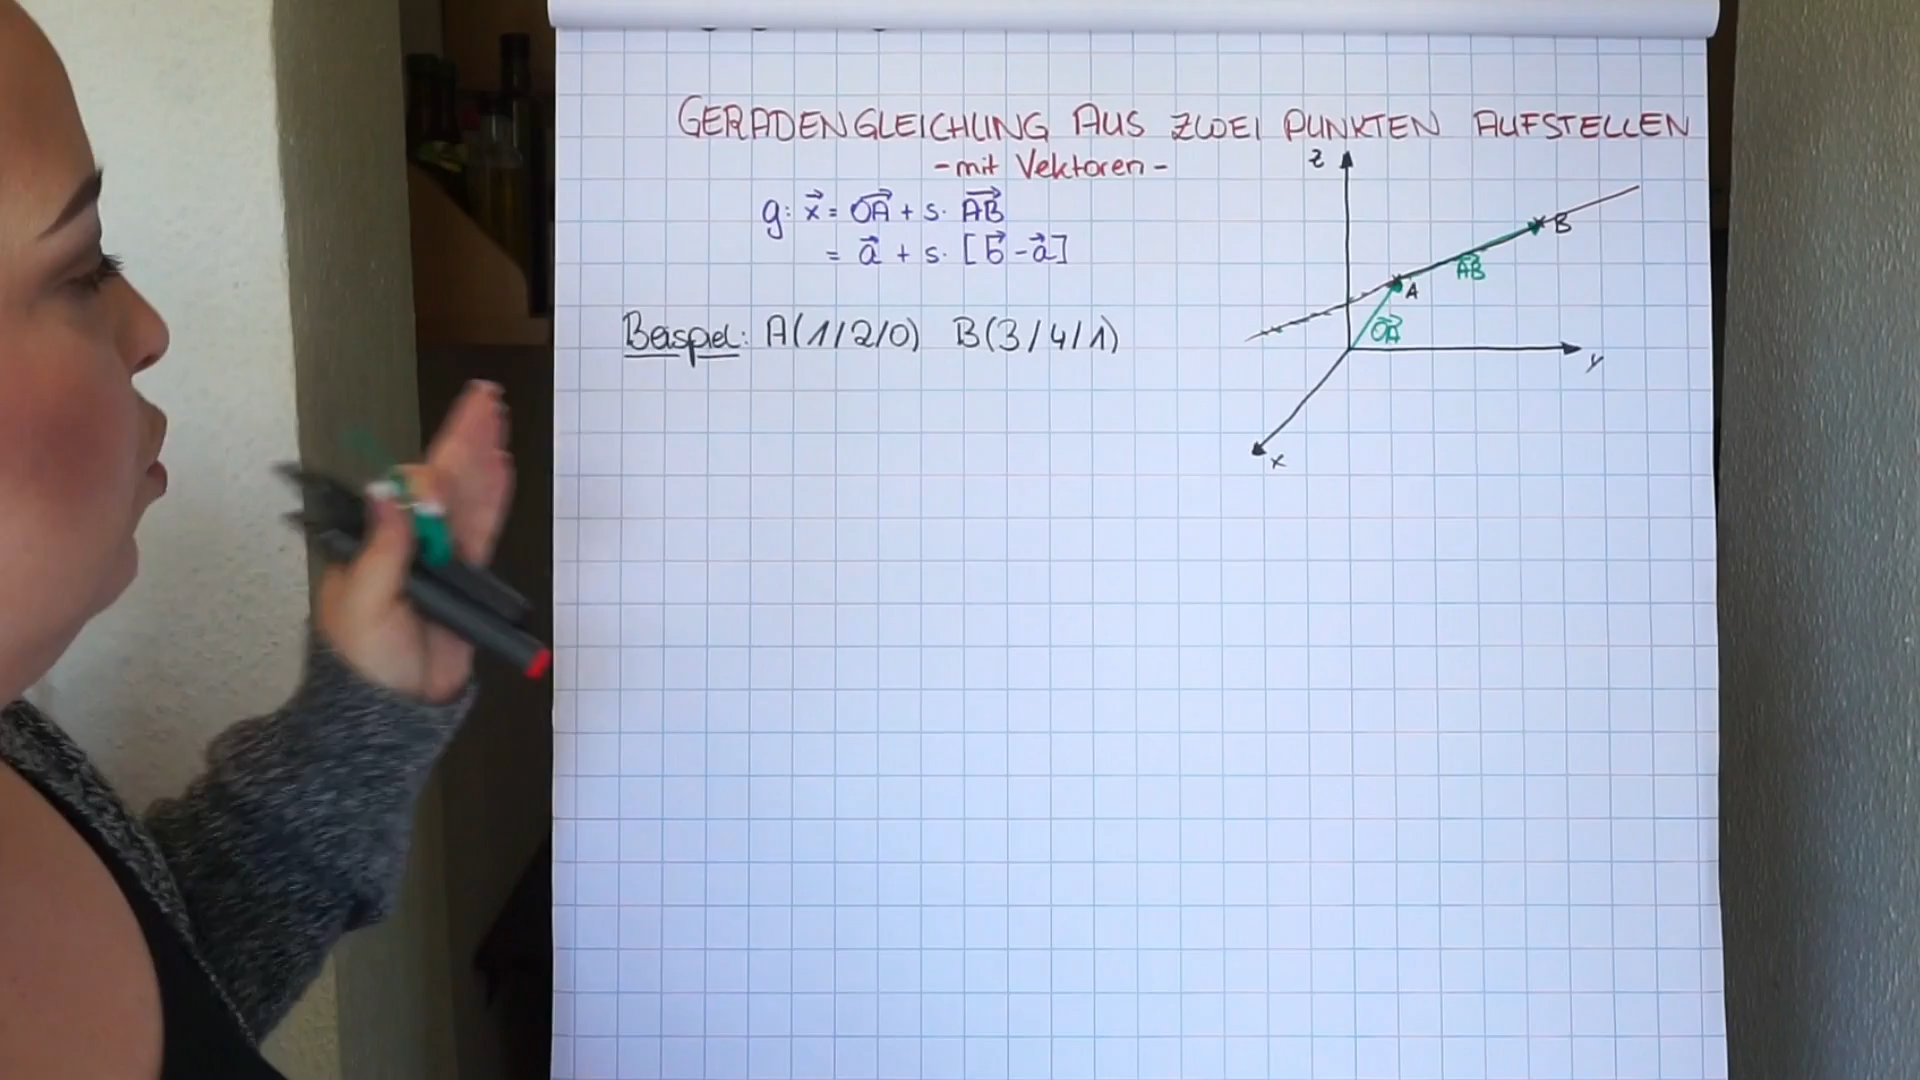 GERADENGLEICHUNG AUS ZWEI PUNKTEN AUFSTELLEN
-mit Vektoren-
g: x⃗ = OA⃗ + s · AB⃗
= a⃗ + s · [b⃗ - a⃗]
Beispiel: A(1/2/0) B(3/4/1)
z
B
AB⃗
A
OA⃗
y
x